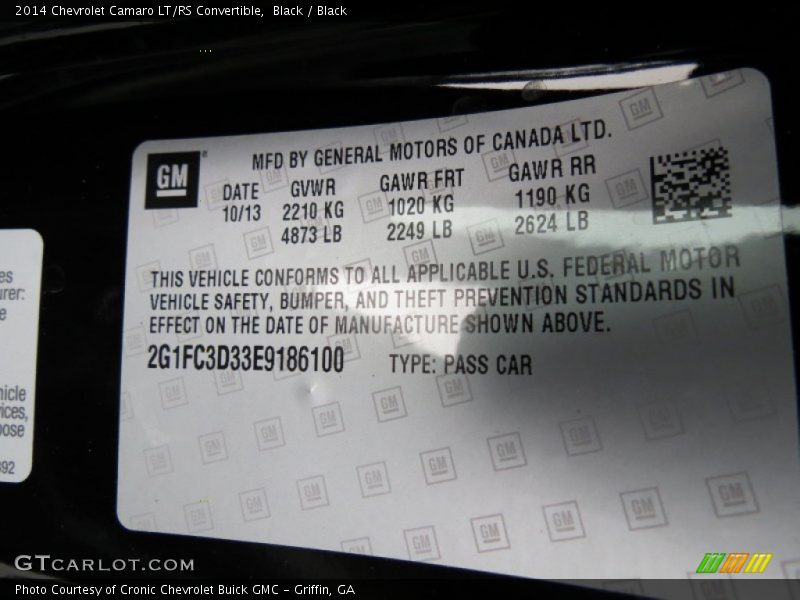 2014 Chevrolet Camaro LT/RS Convertible, Black / Black
GM
MFD BY GENERAL MOTORS OF CANADA LTD.
DATE GVWR GAWR FRT GAWR RR
10/13 2210 KG 1020 KG 1190 KG
4873 LB 2249 LB 2624 LB
THIS VEHICLE CONFORMS TO ALL APPLICABLE U.S. FEDERAL MOTOR
VEHICLE SAFETY, BUMPER, AND THEFT PREVENTION STANDARDS IN
EFFECT ON THE DATE OF MANUFACTURE SHOWN ABOVE.
2G1FC3D33E9186100 TYPE: PASS CAR
GTCARLOT.COM
Photo Courtesy of Cronic Chevrolet Buick GMC - Griffin, GA